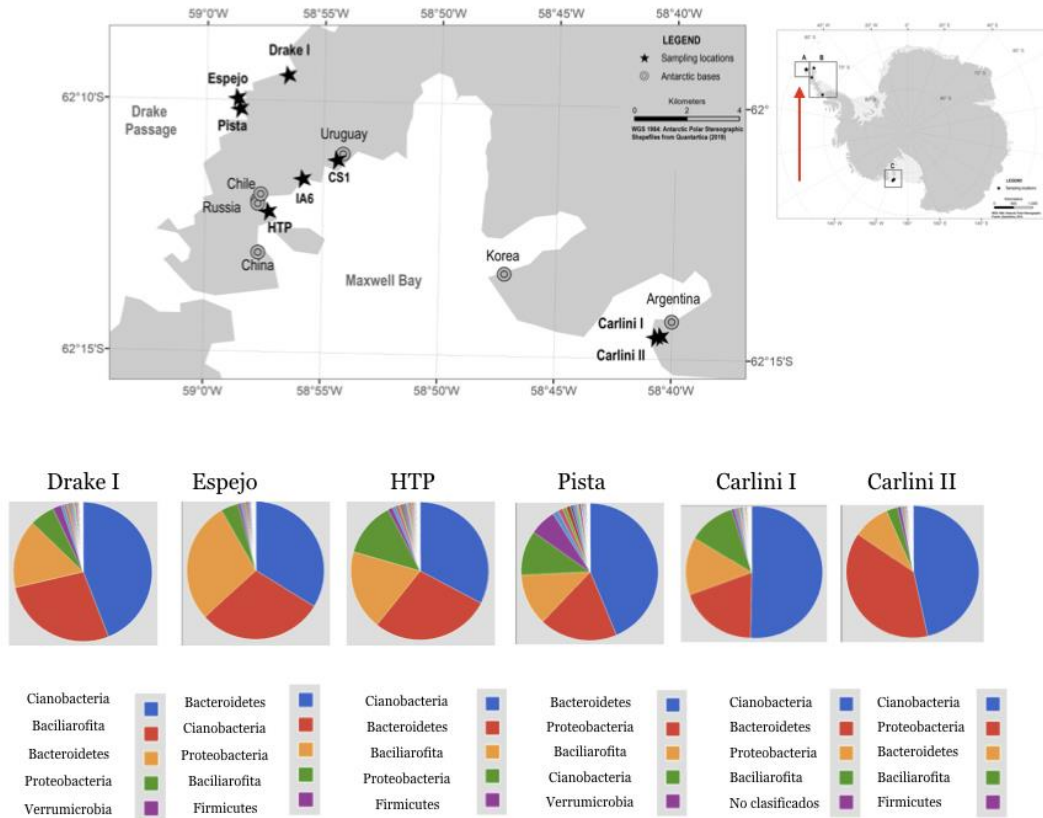 59°0'W 58°55'W 58°50'W 58°45'W 58°40'W
Drake I
LEGEND
Sampling locations
Antarctic bases
Kilometers
0 2 4
WGS 1984; Antarctic Polar Stereographic
Shapefiles from Quantartica (2019)
Espejo
62°10'S
Drake
Passage
Pista
Uruguay
CS1
Chile
IA6
Russia
HTP
China
Maxwell Bay
Korea
Argentina
Carlini I
Carlini II
62°15'S
62°
62°15'S
59°0'W 58°55'W 58°50'W 58°45'W 58°40'W
A B
C
LEGEND
Sampling locations
Drake I Espejo HTP Pista Carlini I Carlini II
Cianobacteria
Baciliarofita
Bacteroidetes
Proteobacteria
Verrumicrobia
Bacteroidetes
Cianobacteria
Proteobacteria
Baciliarofita
Firmicutes
Cianobacteria
Bacteroidetes
Baciliarofita
Proteobacteria
Firmicutes
Bacteroidetes
Proteobacteria
Baciliarofita
Cianobacteria
Verrumicrobia
Cianobacteria
Bacteroidetes
Proteobacteria
Baciliarofita
No clasificados
Cianobacteria
Proteobacteria
Bacteroidetes
Baciliarofita
Firmicutes